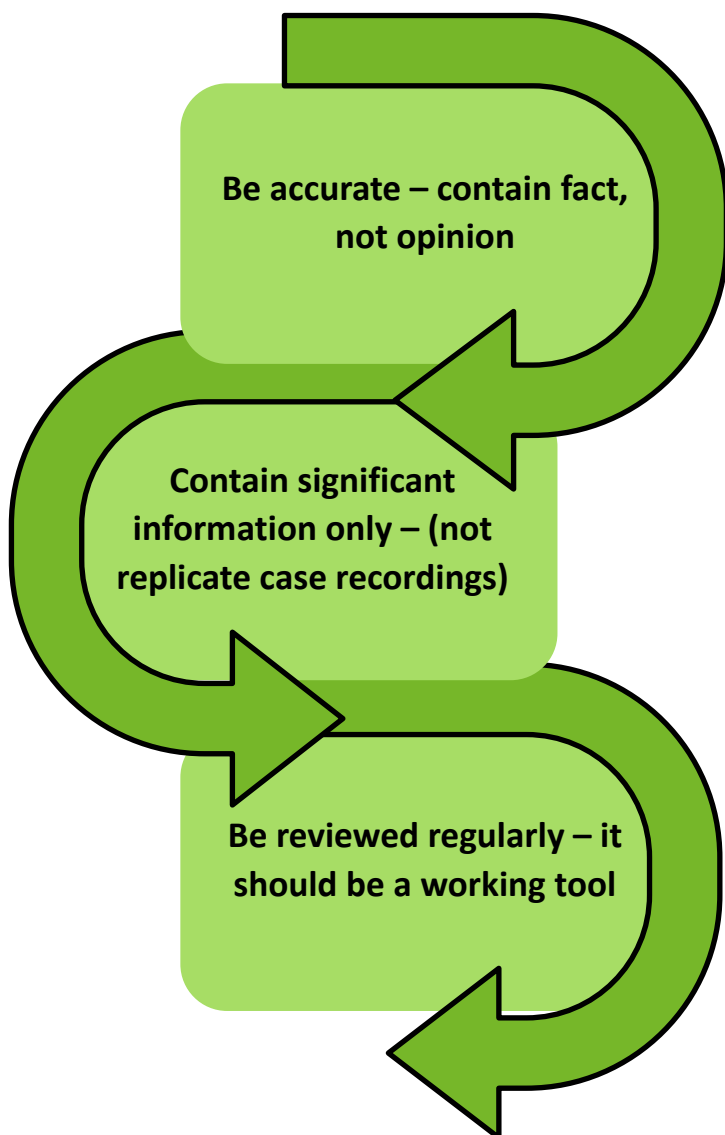 Be accurate – contain fact,
not opinion
Contain significant
information only – (not
replicate case recordings)
Be reviewed regularly – it
should be a working tool